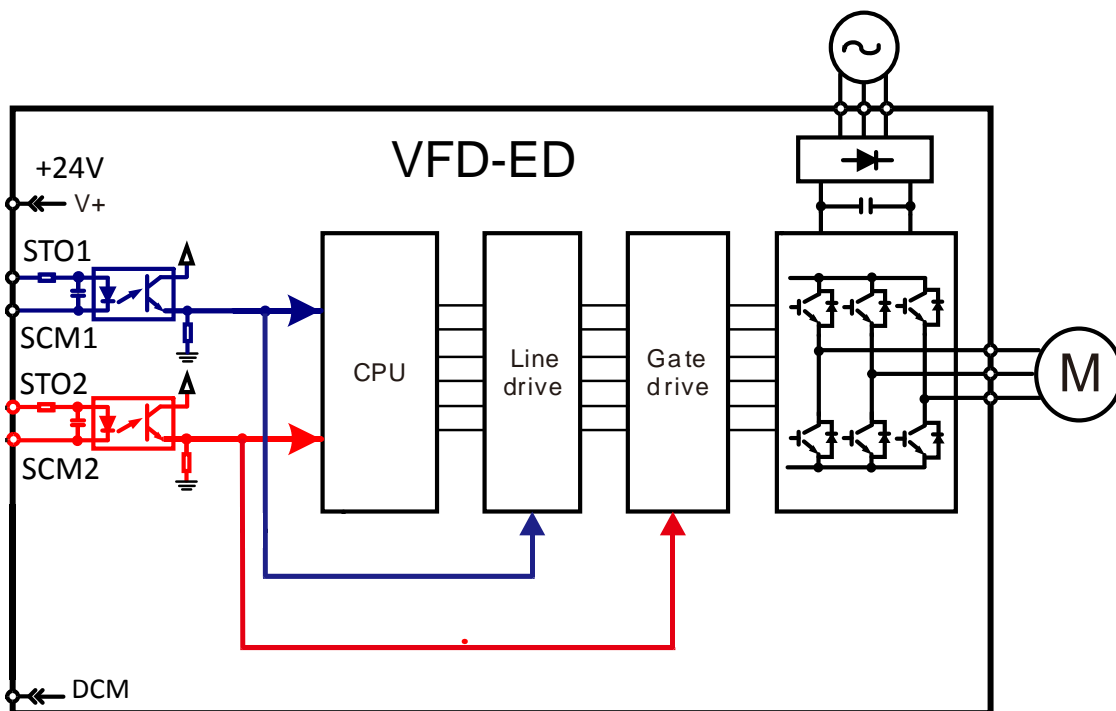 VFD-ED
+24V
V+
STO1
SCM1
STO2
SCM2
CPU
Line
drive
Gate
drive
M
DCM